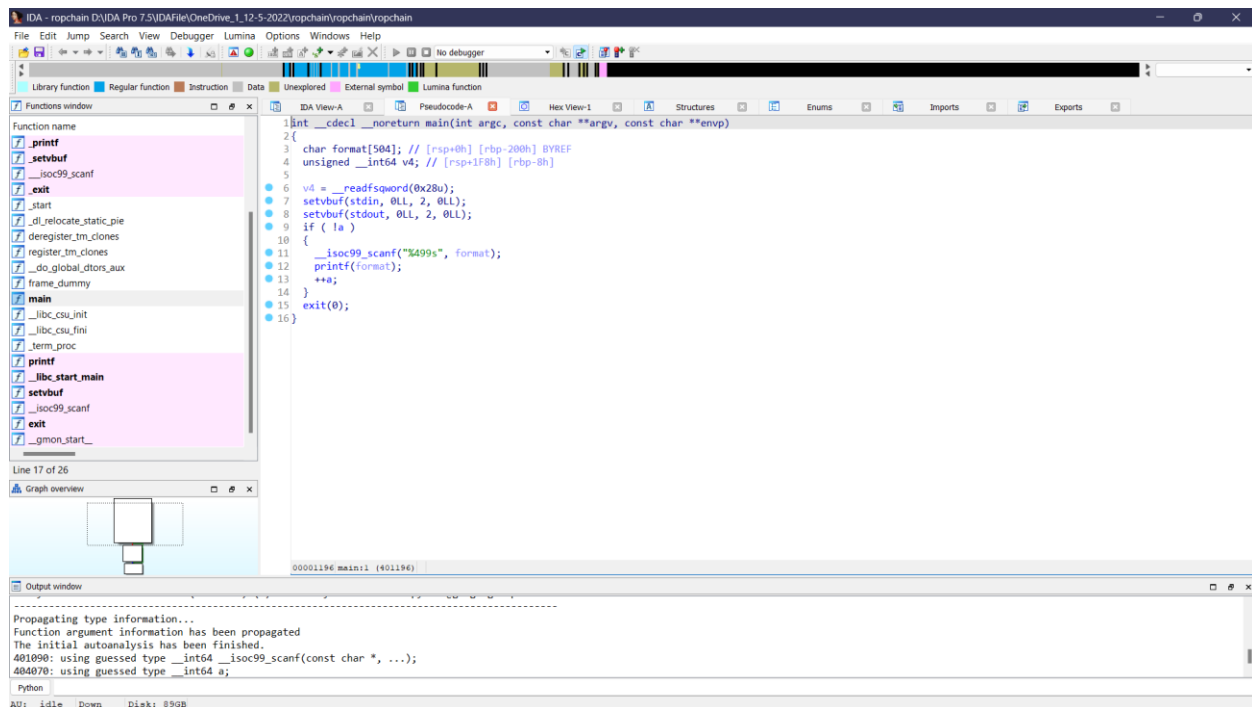 IDA - ropchain D:\IDA Pro 7.5\IDAFile\OneDrive_1_12-5-2022\ropchain\ropchain
File Edit Jump Search View Debugger Lumina Options Windows Help
No debugger
Library function Regular function Instruction Data Unexplored External symbol Lumina function
Functions window
IDA View-A Pseudocode-A Hex View-1 Structures Enums Imports Exports
Function name
_printf
_setvbuf
__isoc99_scanf
_exit
_start
_dl_relocate_static_pie
deregister_tm_clones
register_tm_clones
__do_global_dtors_aux
frame_dummy
main
__libc_csu_init
__libc_csu_fini
_term_proc
printf
__libc_start_main
setvbuf
__isoc99_scanf
exit
__gmon_start__
Line 17 of 26
Graph overview
1 int __cdecl __noreturn main(int argc, const char **argv, const char **envp)
2 {
3 char format[504]; // [rsp+0h] [rbp-200h] BYREF
4 unsigned __int64 v4; // [rsp+1F8h] [rbp-8h]
5
6 v4 = __readfsqword(0x28u);
7 setvbuf(stdin, 0LL, 2, 0LL);
8 setvbuf(stdout, 0LL, 2, 0LL);
9 if ( !a )
10 {
11 __isoc99_scanf("%499s", format);
12 printf(format);
13 ++a;
14 }
15 exit(0);
16 }
00001196 main:1 (401196)
Output window
Propagating type information...
Function argument information has been propagated
The initial autoanalysis has been finished.
401090: using guessed type __int64 __isoc99_scanf(const char *, ...);
404070: using guessed type __int64 a;
Python
AU: idle Down Disk: 89GB